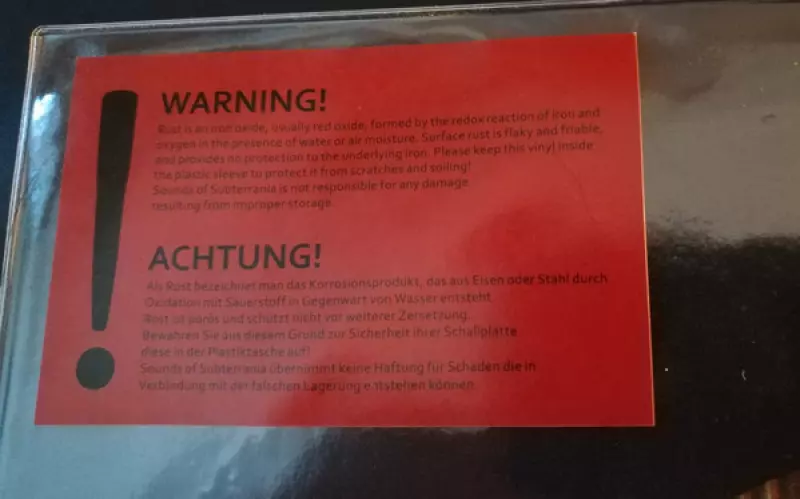 WARNING!
Rust is an iron oxide, usually red oxide, formed by the redox reaction of iron and
oxygen in the presence of water or air moisture. Surface rust is flaky and friable,
and provides no protection to the underlying iron. Please keep this vinyl inside
the plastic sleeve to protect it from scratches and soiling!
Sounds of Subterrania is not responsible for any damage
resulting from improper storage.
ACHTUNG!
Als Rost bezeichnet man das Korrosionsprodukt, das aus Eisen oder Stahl durch
Oxidation mit Sauerstoff in Gegenwart von Wasser entsteht.
Rost ist porös und schützt nicht vor weiterer Zersetzung.
Bewahren Sie aus diesem Grund zur Sicherheit ihrer Schallplatte
diese in der Plastiktasche auf!
Sounds of Subterrania übernimmt keine Haftung für Schäden die in
Verbindung mit der falschen Lagerung entstehen können.